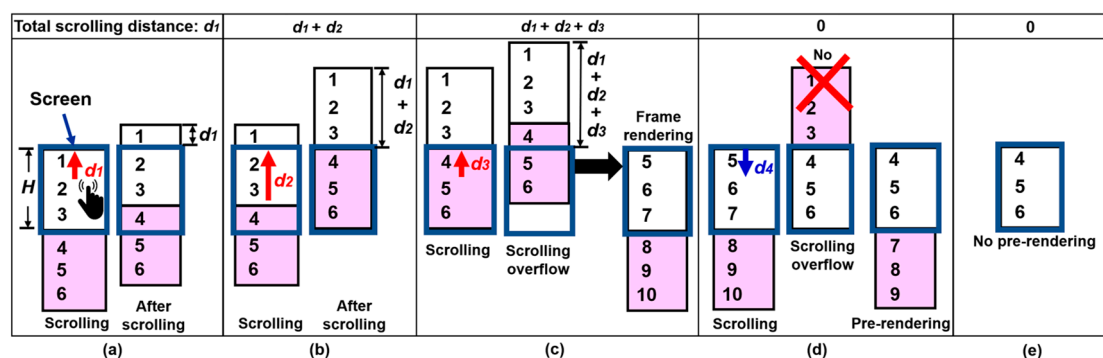 Total scrolling distance: d1
d1 + d2
d1 + d2 + d3
0
0
Screen
H
1
2
3
4
5
6
d1
Scrolling
1
2
3
4
5
6
d1
After
scrolling
(a)
1
2
3
4
5
6
d2
Scrolling
1
2
3
4
5
6
d1
+
d2
After
scrolling
(b)
1
2
3
4
5
6
d3
Scrolling
1
2
3
4
5
6
d1
+
d2
+
d3
Scrolling
overflow
Frame
rendering
5
6
7
8
9
10
(c)
5
6
7
8
9
10
d4
Scrolling
No
1
2
3
4
5
6
Scrolling
overflow
4
5
6
7
8
9
Pre-rendering
(d)
4
5
6
No pre-rendering
(e)